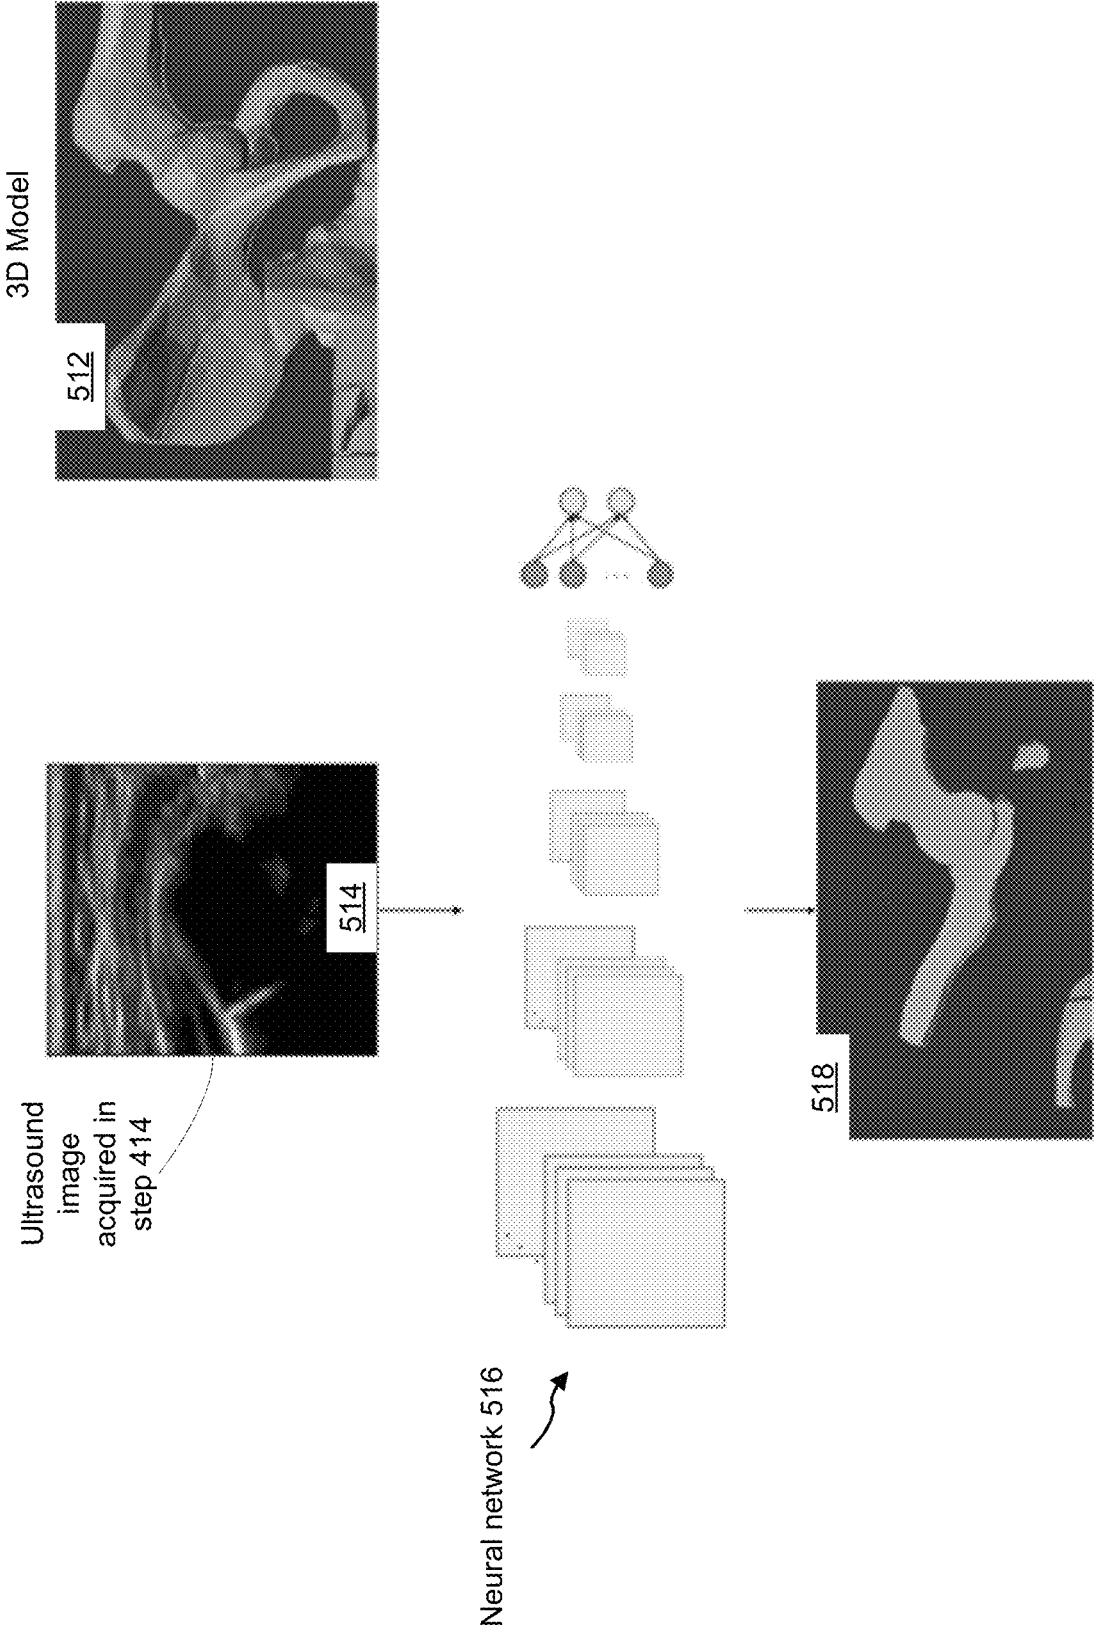 3D Model
512
Ultrasound
image
acquired in
step 414
514
Neural network 516
518